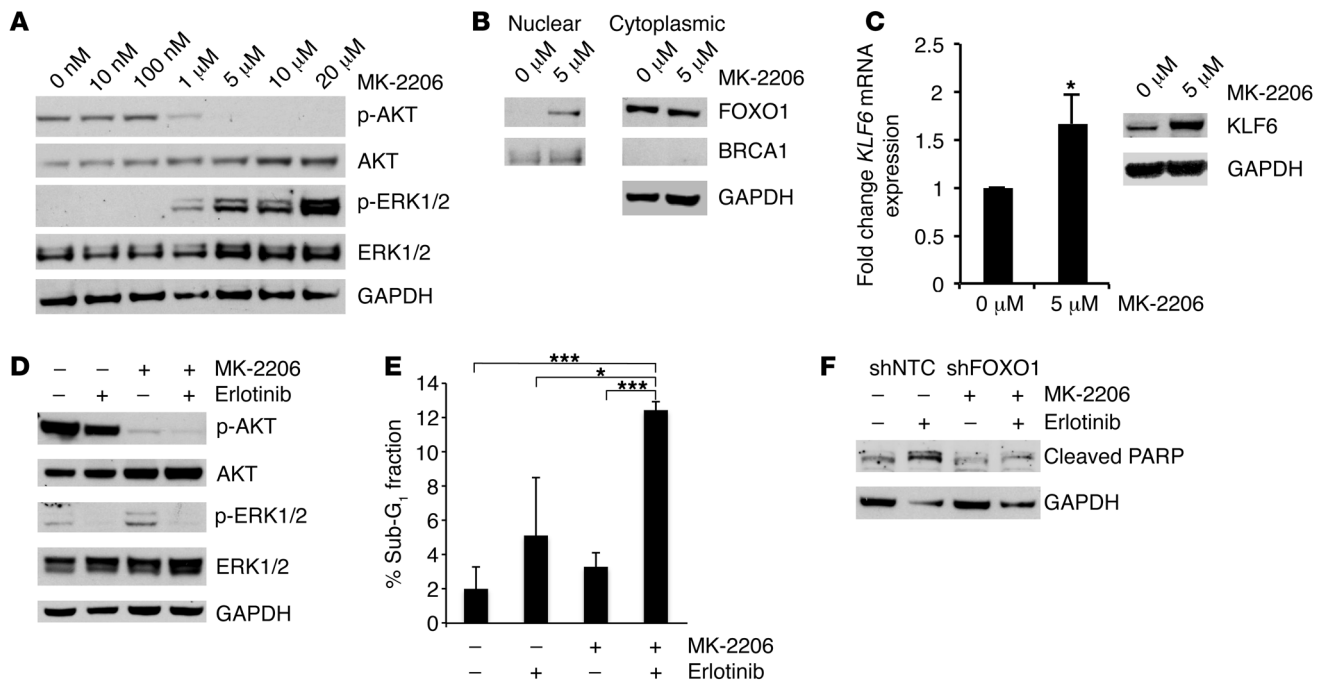 A
0 nM 10 nM 100 nM 1 μM 5 μM 10 μM 20 μM
MK-2206
p-AKT
AKT
p-ERK1/2
ERK1/2
GAPDH
B
Nuclear Cytoplasmic
0 μM 5 μM 0 μM 5 μM
MK-2206
FOXO1
BRCA1
GAPDH
C
Fold change KLF6 mRNA
expression
2.5
2
1.5
1
0.5
0
*
0 μM 5 μM MK-2206
0 μM 5 μM
MK-2206
KLF6
GAPDH
D
– – + + MK-2206
– + – + Erlotinib
p-AKT
AKT
p-ERK1/2
ERK1/2
GAPDH
E
% Sub-G1 fraction
14
12
10
8
6
4
2
0
***
*
***
– – + + MK-2206
– + – + Erlotinib
F
shNTC shFOXO1
– – + + MK-2206
– + – + Erlotinib
Cleaved PARP
GAPDH